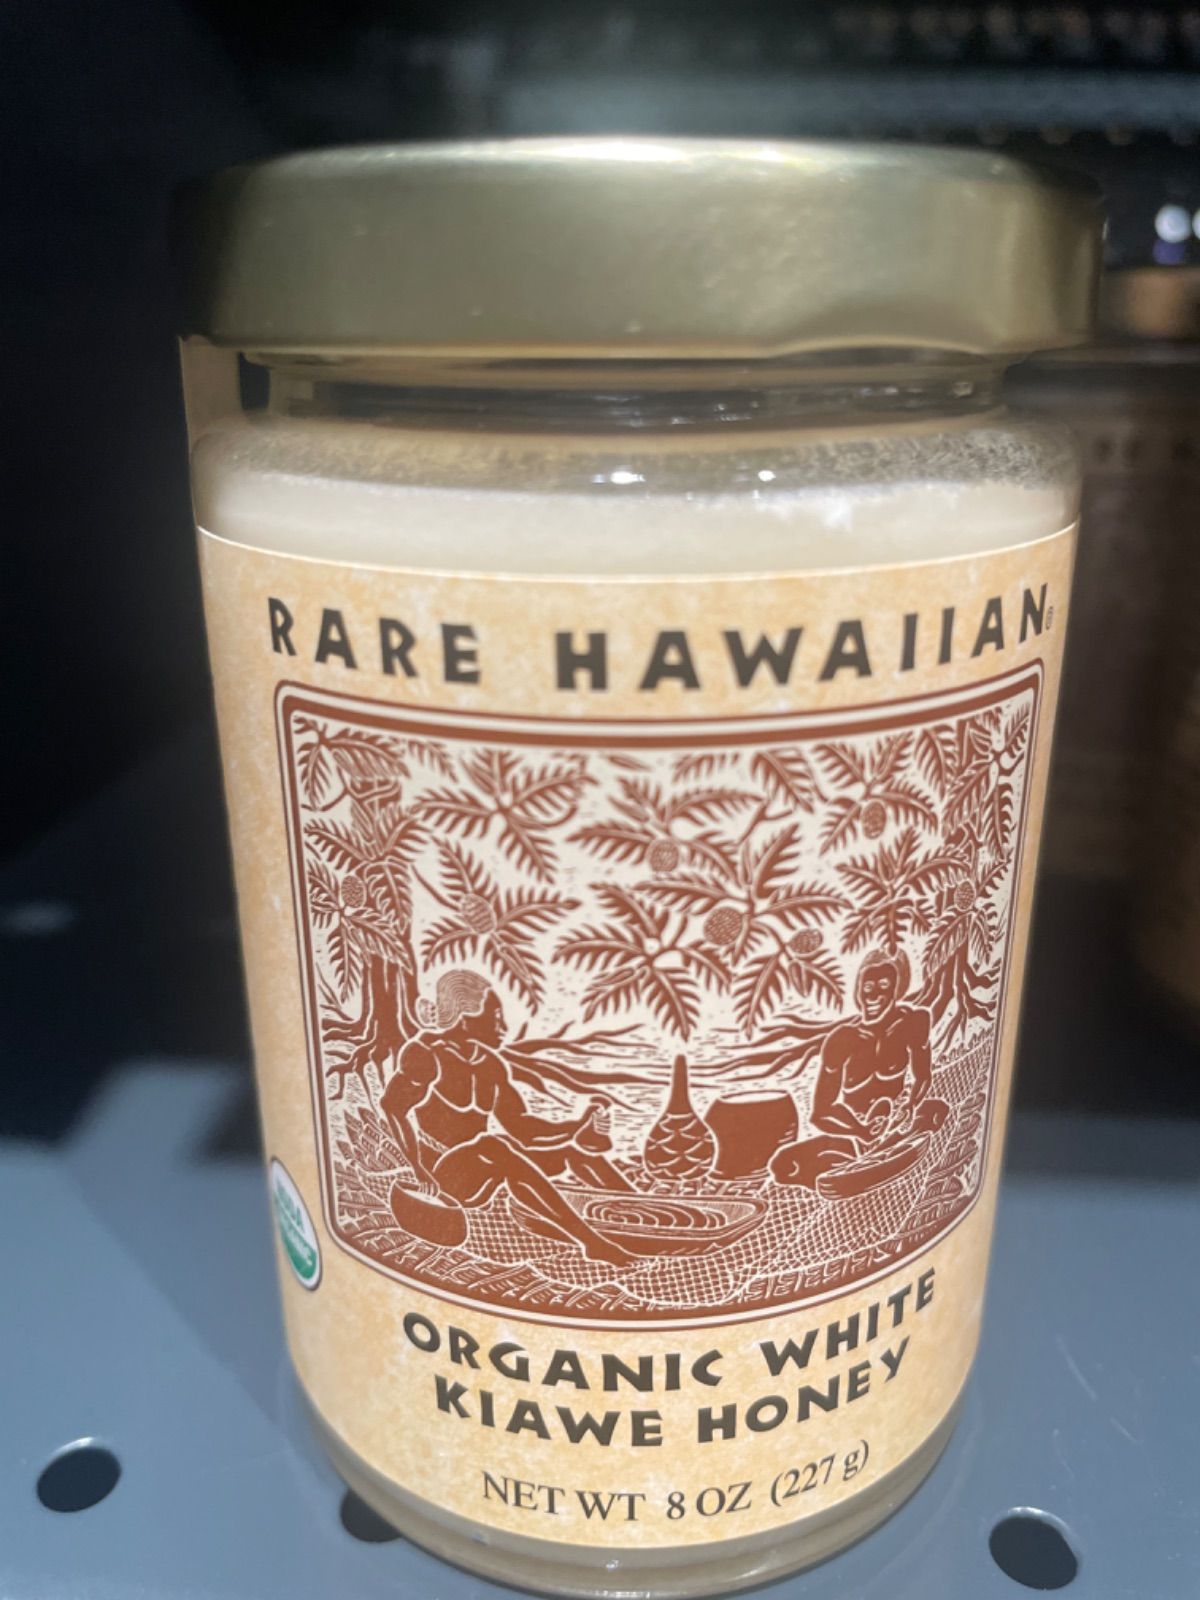 RARE HAWAIIAN®
ORGANIC WHITE
KIAWE HONEY
NET WT 8 OZ (227 g)